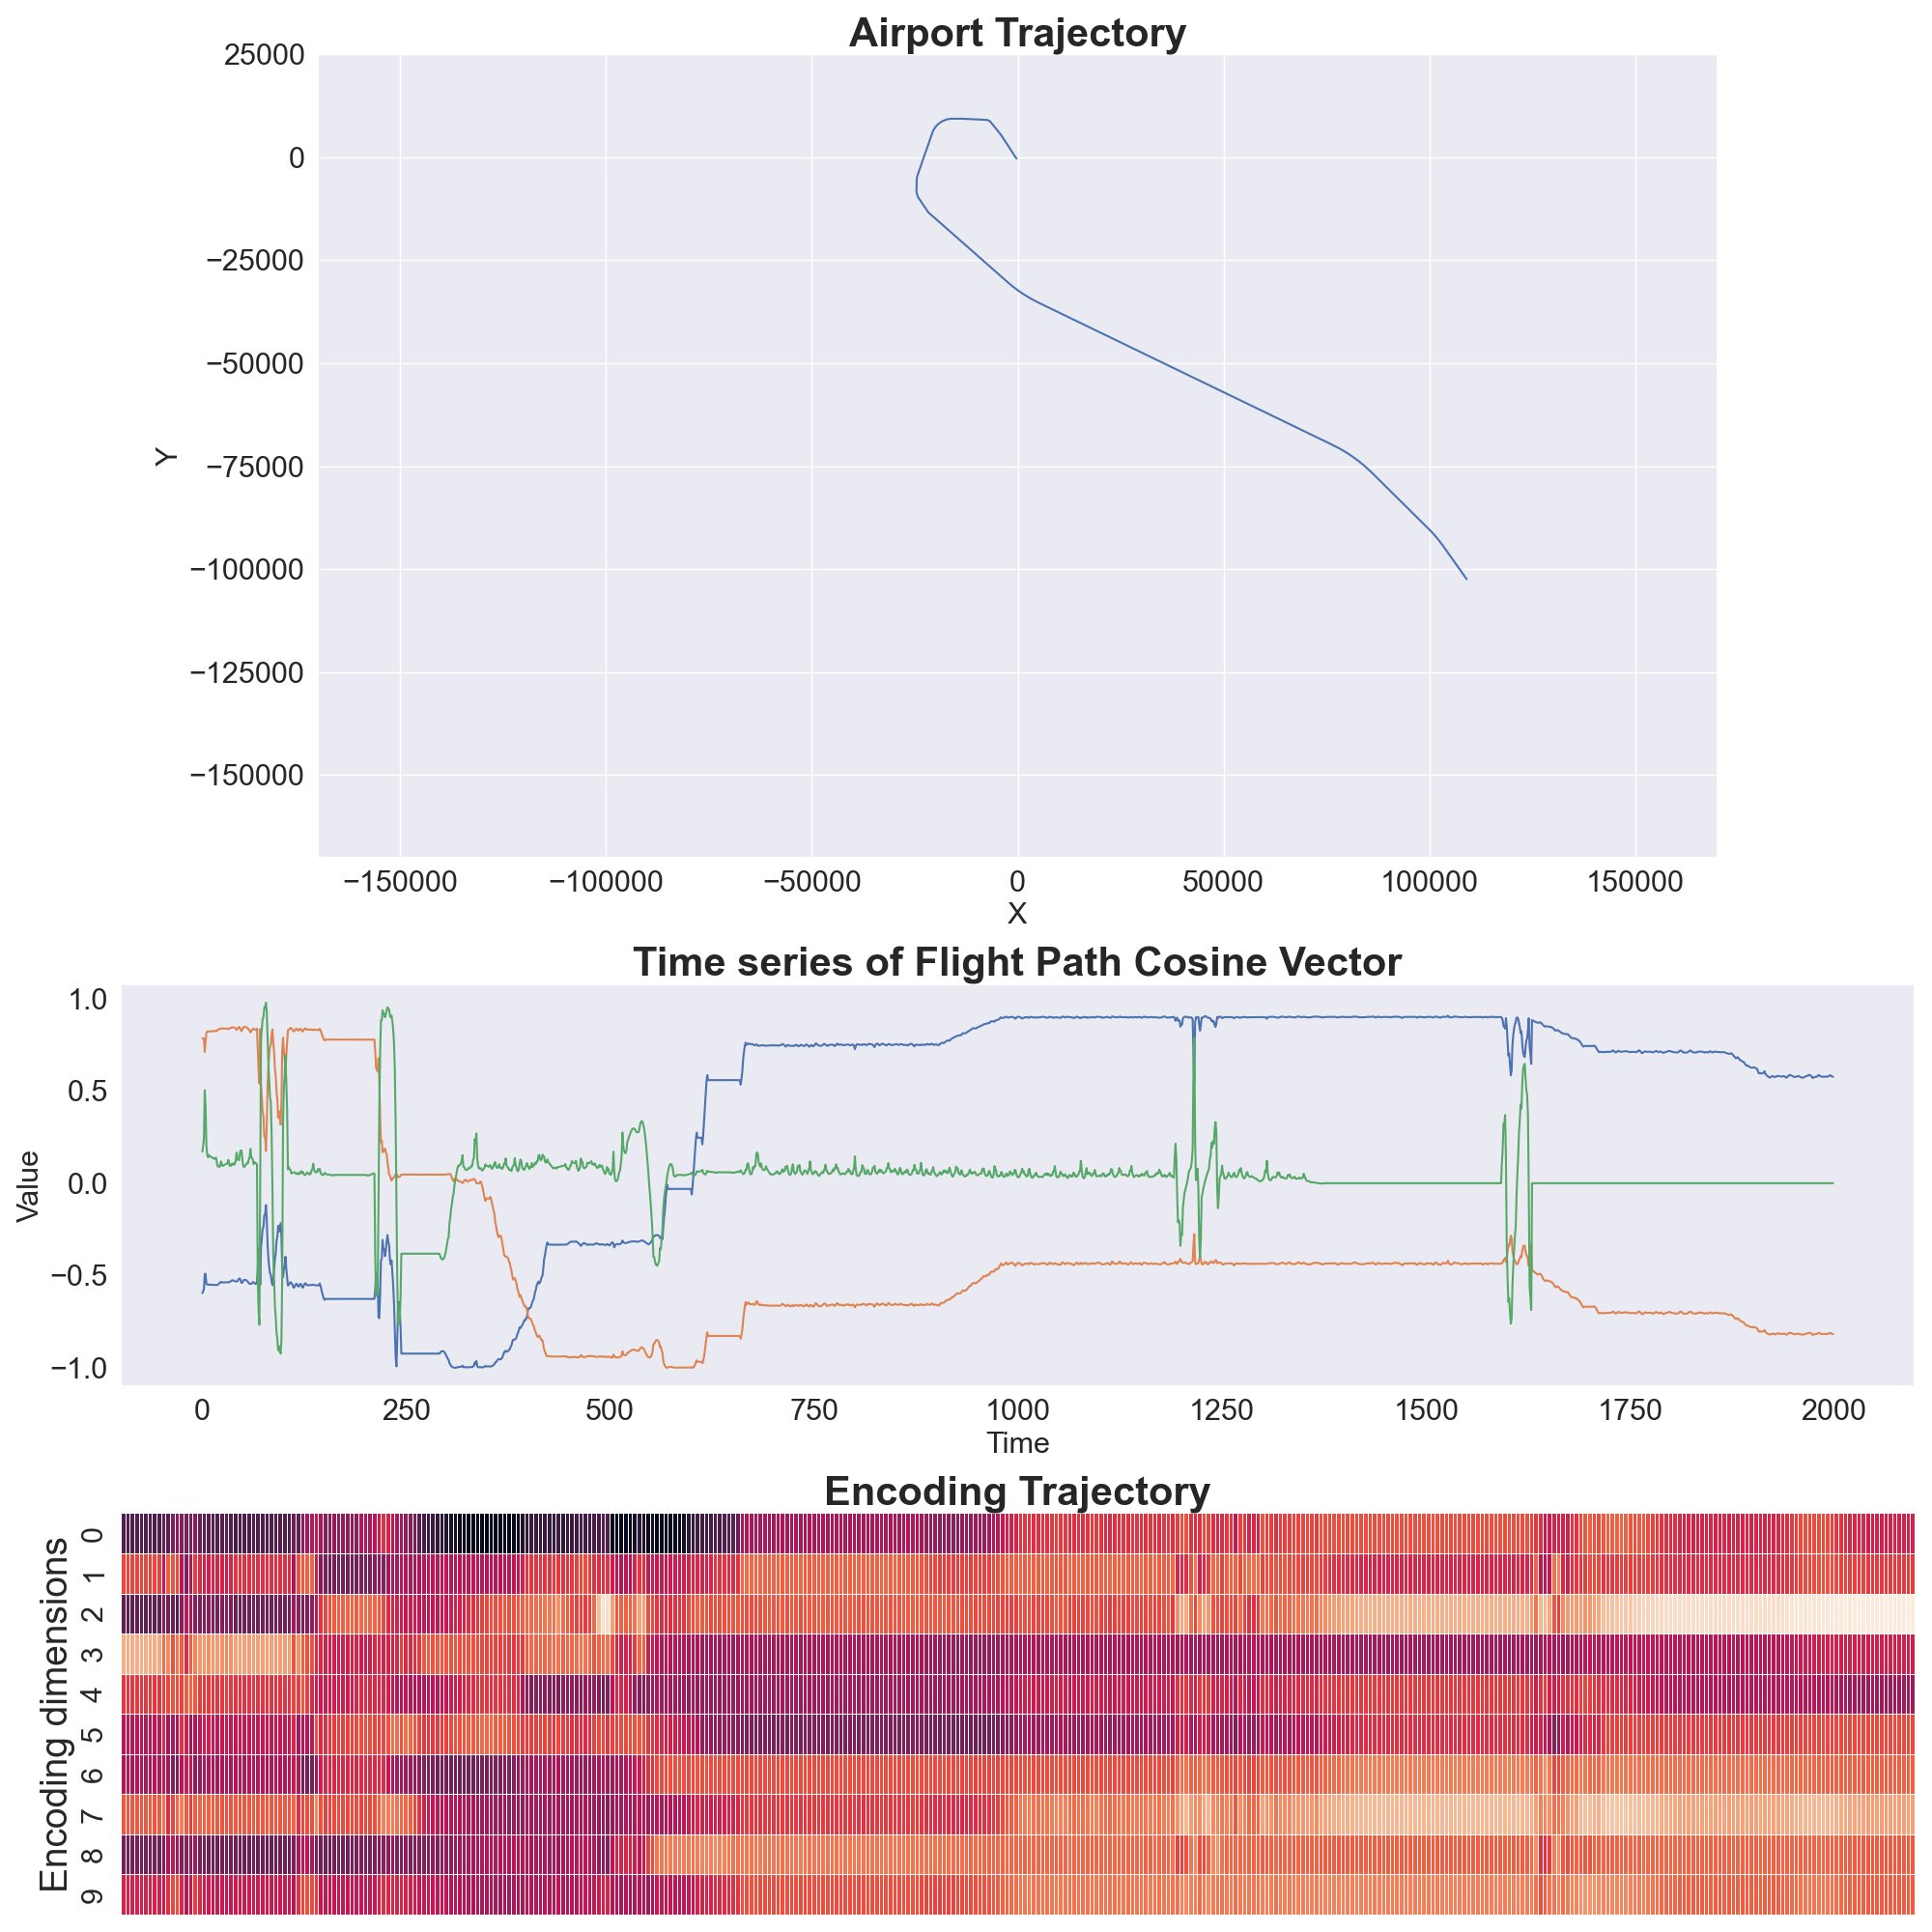 Airport Trajectory
25000
0
−25000
−50000
−75000
−100000
−125000
−150000
Y
−150000 −100000 −50000 0 50000 100000 150000
X
Time series of Flight Path Cosine Vector
1.0
0.5
0.0
−0.5
−1.0
Value
0 250 500 750 1000 1250 1500 1750 2000
Time
Encoding Trajectory
Encoding dimensions
0
1
2
3
4
5
6
7
8
9